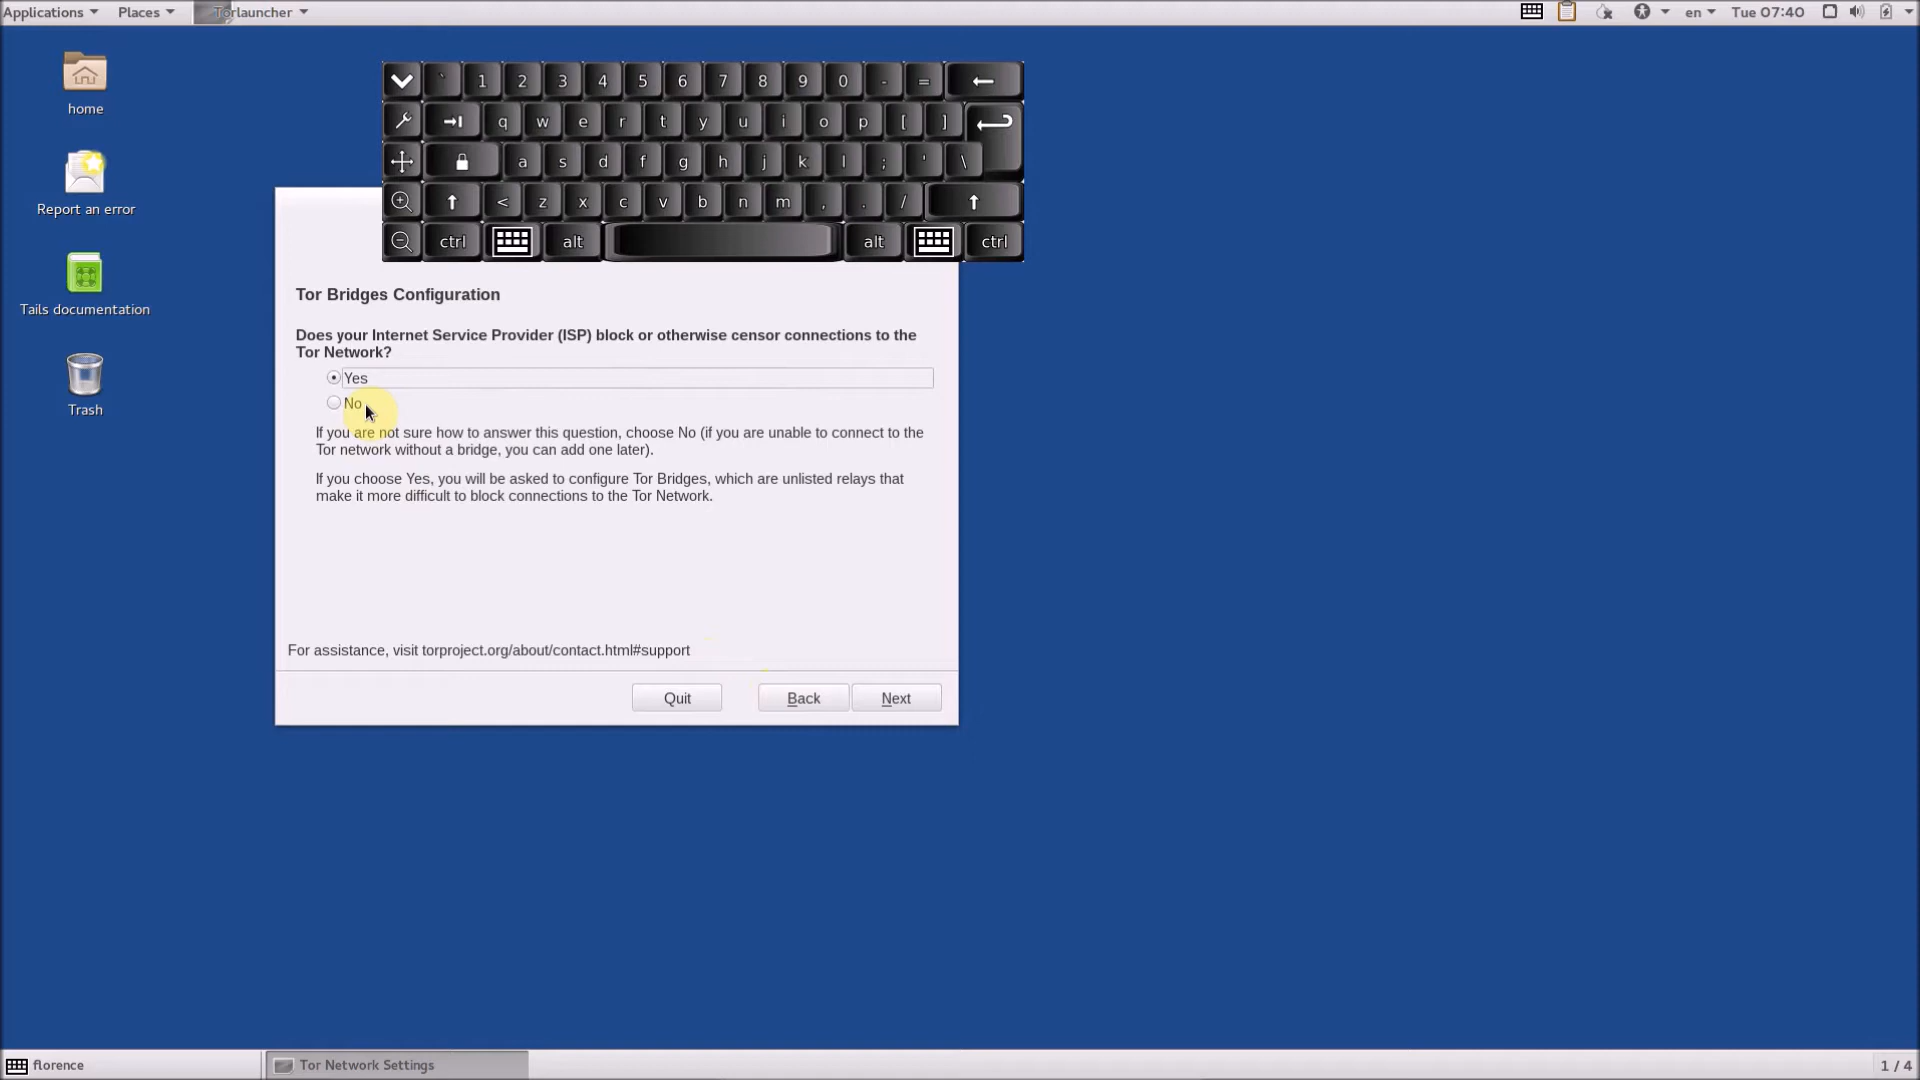 Applications Places Torlauncher en Tue 07:40
home
Report an error
Tails documentation
Trash
` 1 2 3 4 5 6 7 8 9 0 - =
q w e r t y u i o p [ ]
a s d f g h j k l ; ' \
< z x c v b n m , . /
ctrl alt alt ctrl
Tor Bridges Configuration
Does your Internet Service Provider (ISP) block or otherwise censor connections to the
Tor Network?
Yes
No
If you are not sure how to answer this question, choose No (if you are unable to connect to the
Tor network without a bridge, you can add one later).
If you choose Yes, you will be asked to configure Tor Bridges, which are unlisted relays that
make it more difficult to block connections to the Tor Network.
For assistance, visit torproject.org/about/contact.html#support
Quit Back Next
florence Tor Network Settings 1 / 4